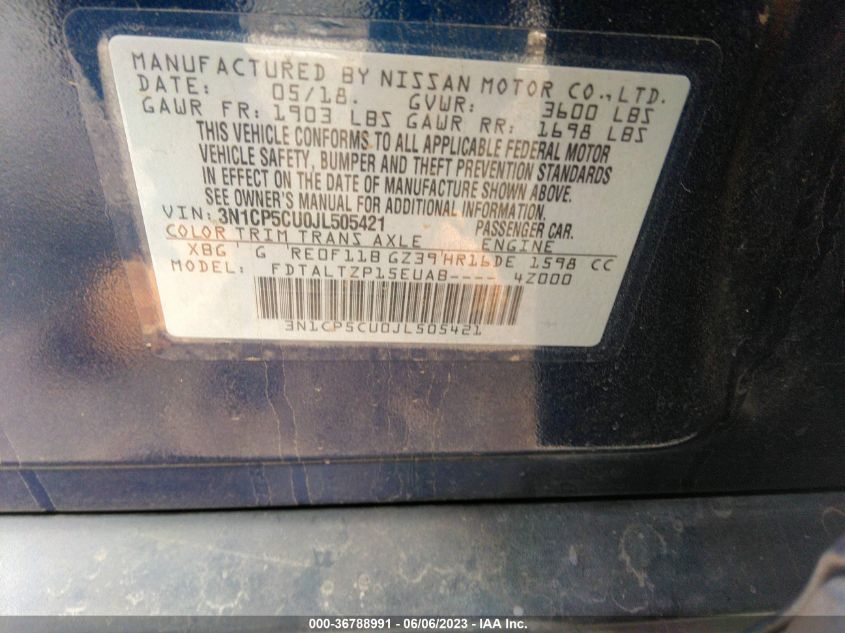 MANUFACTURED BY NISSAN MOTOR CO., LTD.
DATE: 05/18. GVWR: 3600 LBS
GAWR FR: 1903 LBS GAWR RR: 1698 LBS
THIS VEHICLE CONFORMS TO ALL APPLICABLE FEDERAL MOTOR
VEHICLE SAFETY, BUMPER AND THEFT PREVENTION STANDARDS
IN EFFECT ON THE DATE OF MANUFACTURE SHOWN ABOVE.
SEE OWNER'S MANUAL FOR ADDITIONAL INFORMATION.
VIN: 3N1CP5CU0JL505421 PASSENGER CAR.
COLOR TRIM TRANS AXLE ENGINE
XBG G RE0F11B GZ39 HR16DE 1598 CC
MODEL: FDTALTZP15EUAB---- 4Z000
3N1CP5CU0JL505421
000-36788991 - 06/06/2023 - IAA Inc.